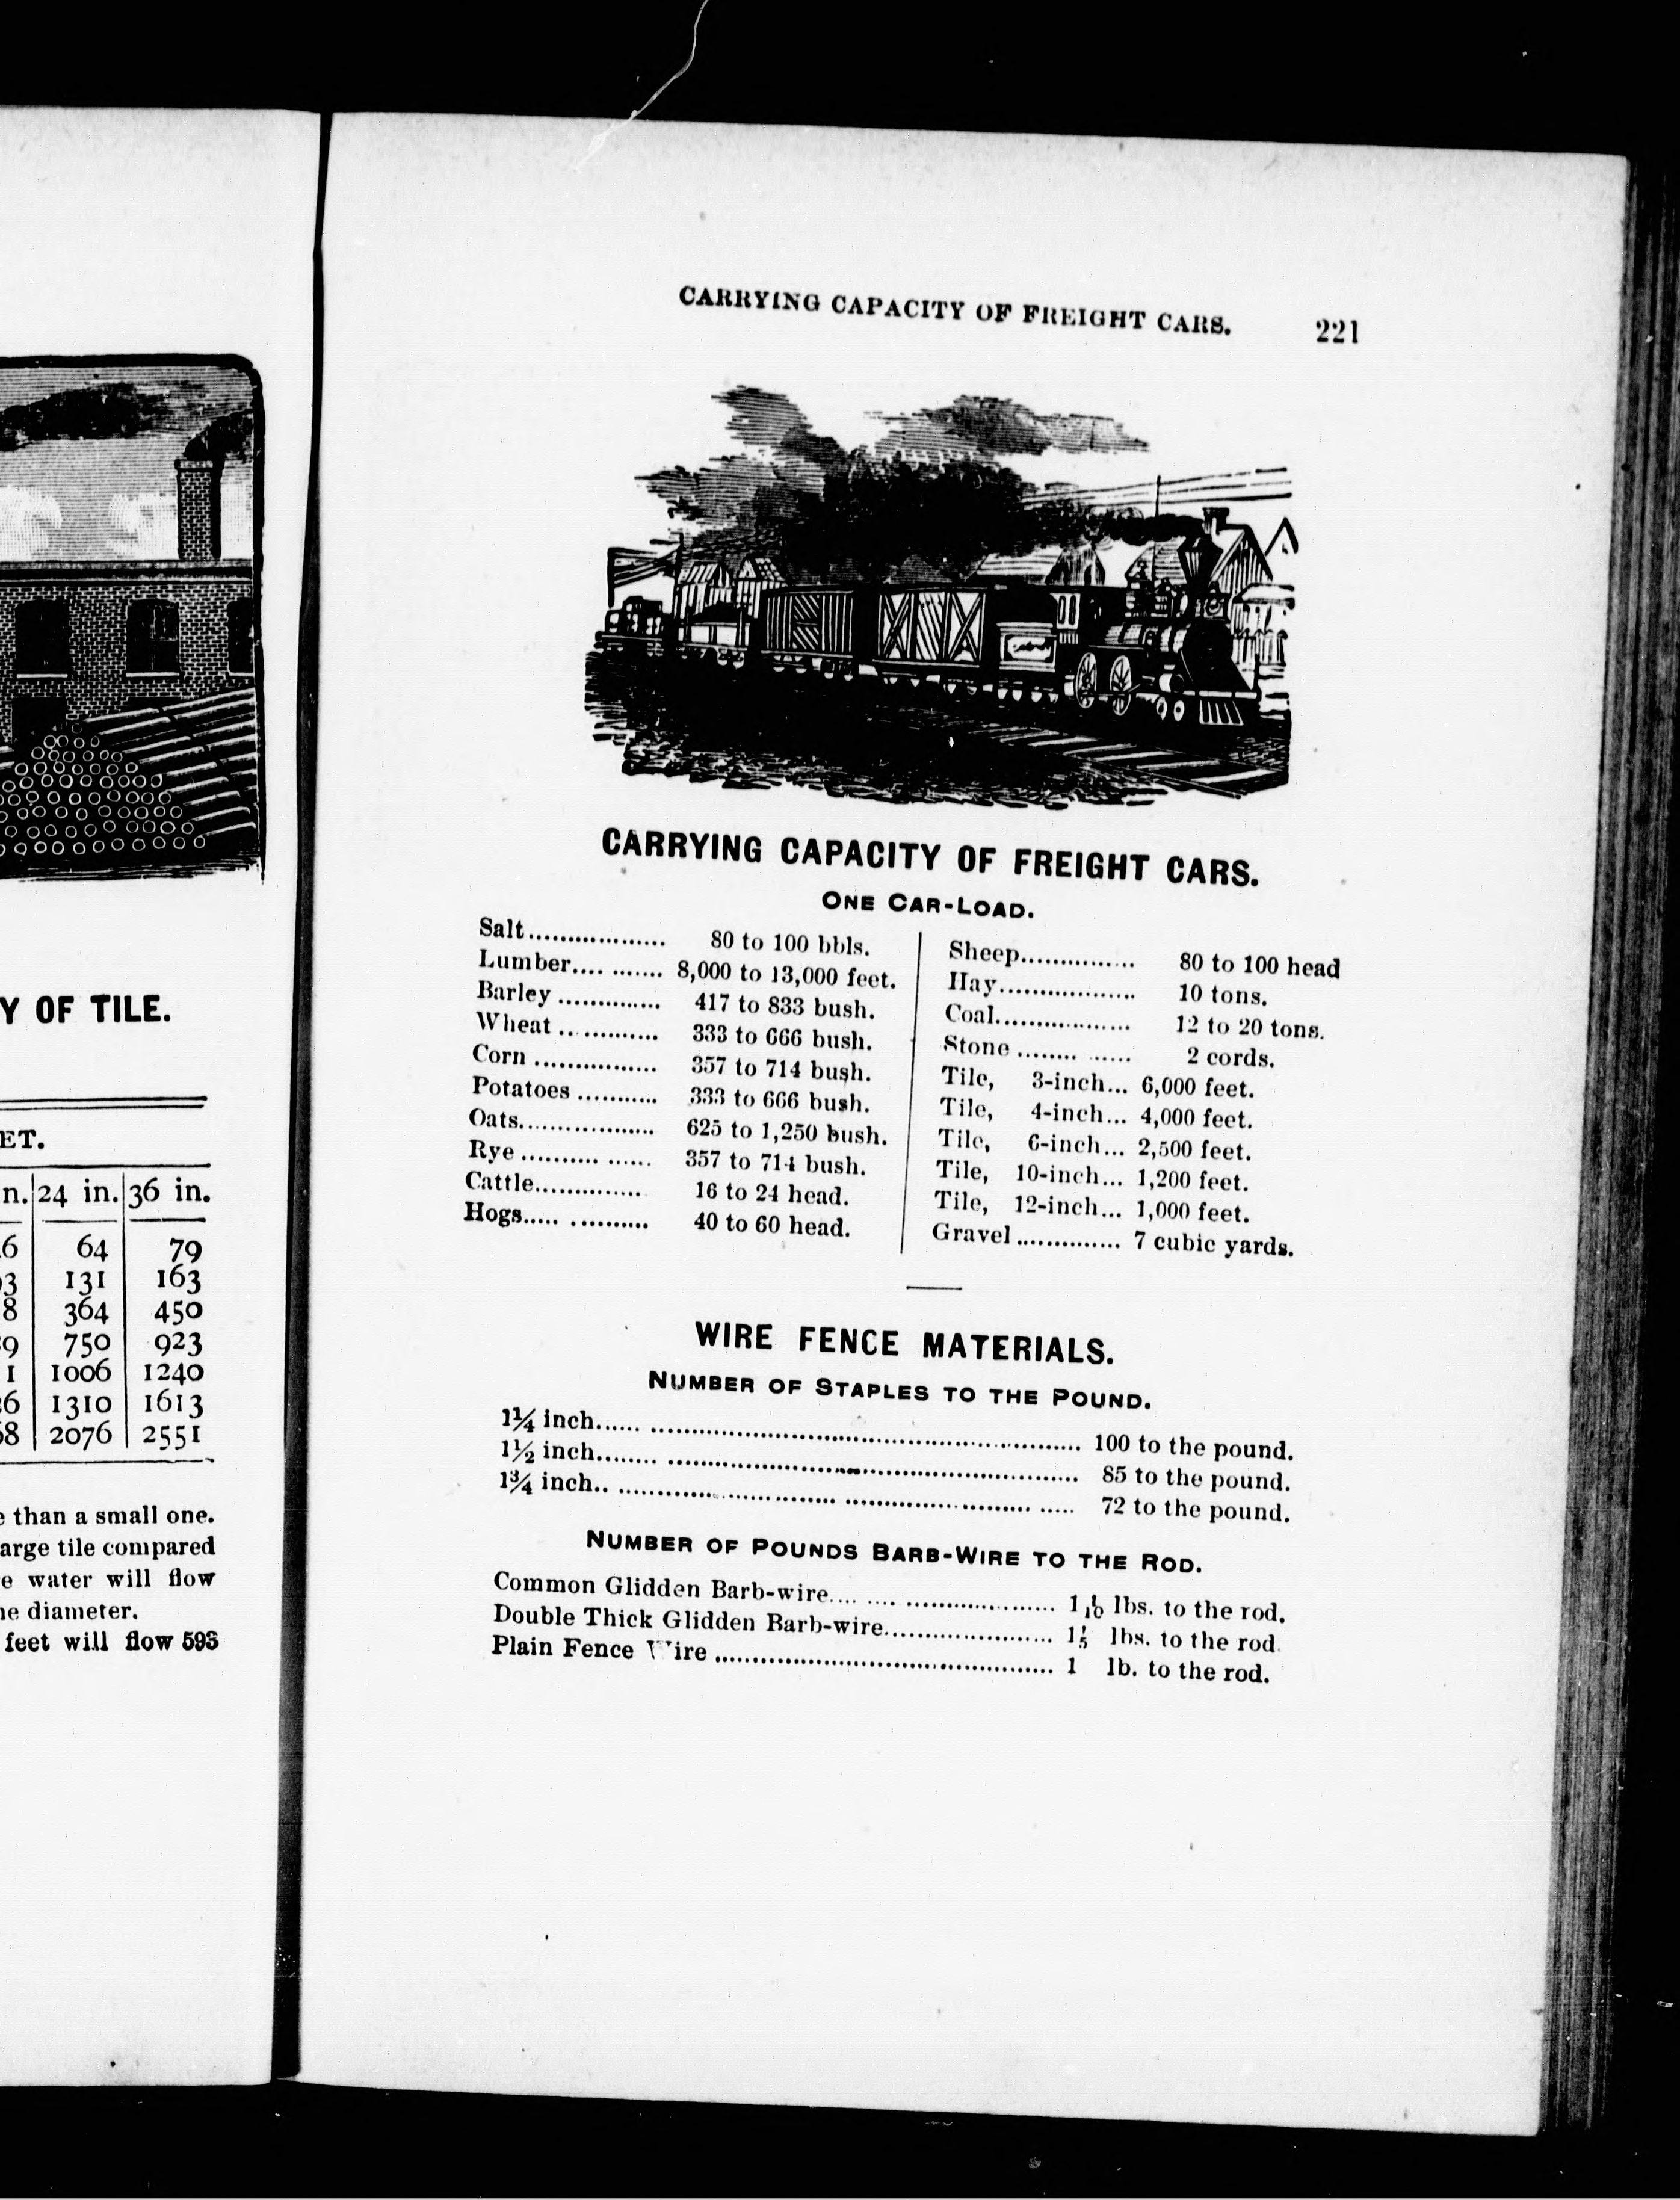 Y OF TILE.
ET.
n. 24 in. 36 in.
6 64 79
3 131 163
8 364 450
9 750 923
1 1006 1240
6 1310 1613
8 2076 2551
than a small one.
arge tile compared
e water will flow
diameter.
feet will flow 593
CARRYING CAPACITY OF FREIGHT CARS. 221
CARRYING CAPACITY OF FREIGHT CARS.
ONE CAR-LOAD.
Salt.................. 80 to 100 bbls.
Lumber........... 8,000 to 13,000 feet.
Barley ............. 417 to 833 bush.
Wheat ............. 333 to 666 bush.
Corn ................ 357 to 714 bush.
Potatoes ........... 333 to 666 bush.
Oats.................. 625 to 1,250 bush.
Rye ................ 357 to 714 bush.
Cattle.............. 16 to 24 head.
Hogs............... 40 to 60 head.
Sheep............... 80 to 100 head
Hay.................. 10 tons.
Coal.................. 12 to 20 tons.
Stone .............. 2 cords.
Tile, 3-inch... 6,000 feet.
Tile, 4-inch... 4,000 feet.
Tile, 6-inch... 2,500 feet.
Tile, 10-inch... 1,200 feet.
Tile, 12-inch... 1,000 feet.
Gravel .............. 7 cubic yards.
WIRE FENCE MATERIALS.
NUMBER OF STAPLES TO THE POUND.
1¼ inch............................................................ 100 to the pound.
1½ inch............................................................ 85 to the pound.
1¾ inch............................................................ 72 to the pound.
NUMBER OF POUNDS BARB-WIRE TO THE ROD.
Common Glidden Barb-wire.............................. 1 1/10 lbs. to the rod.
Double Thick Glidden Barb-wire...................... 1 1/5 lbs. to the rod.
Plain Fence Wire ............................................. 1 lb. to the rod.